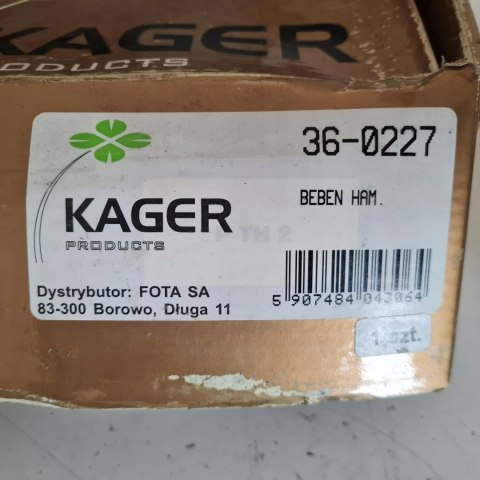 KAGER
PRODUCTS
36-0227
BEBEN HAM.
KAGER
PRODUCTS
Dystrybutor: FOTA SA
83-300 Borowo, Długa 11
5 907484 043064
1 szt.